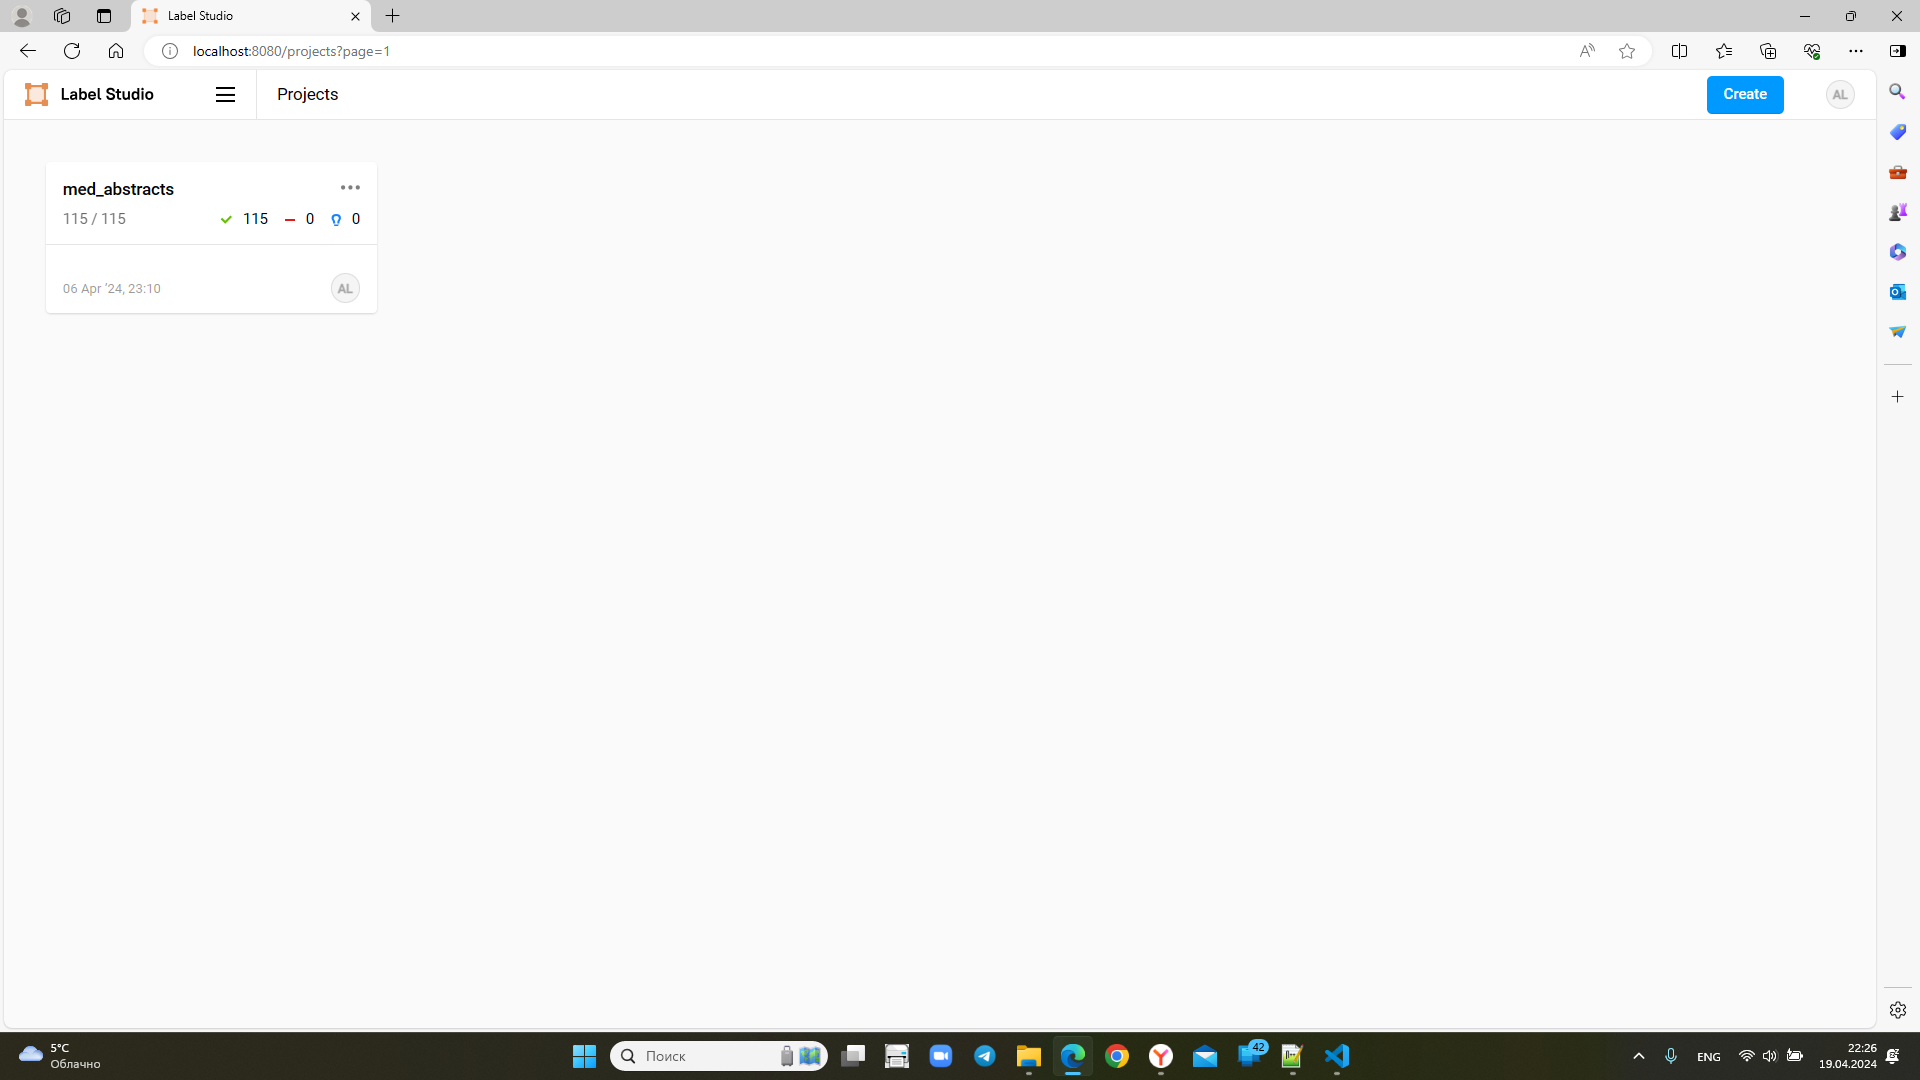 Label Studio
localhost:8080/projects?page=1
Label Studio
Projects
Create
AL
med_abstracts
115 / 115
115
0
0
06 Apr '24, 23:10
AL
5°C
Облачно
Поиск
42
ENG
22:26
19.04.2024